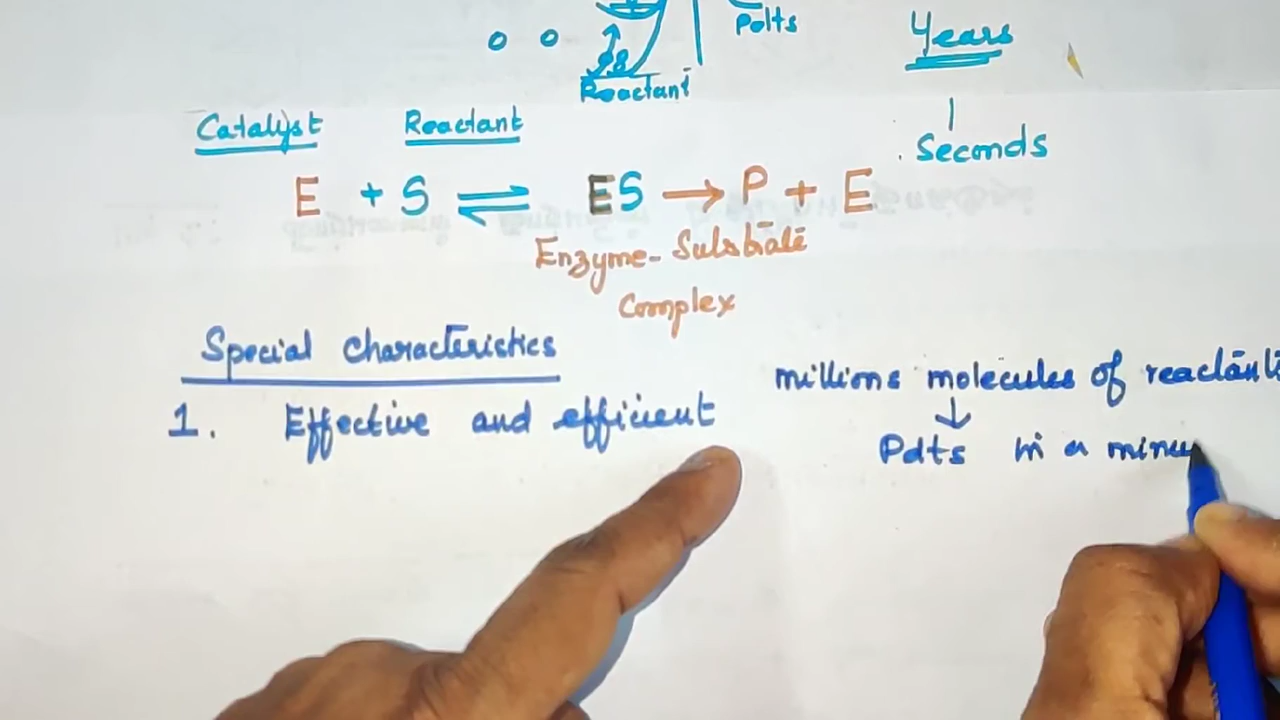 Pdts
Years
Reactant
Seconds
Catalyst Reactant
E + S ⇌ ES → P + E
Enzyme-Substrate
Complex
Special characteristics
1. Effective and efficient
millions molecules of reactants
↓
Pdts in a minu